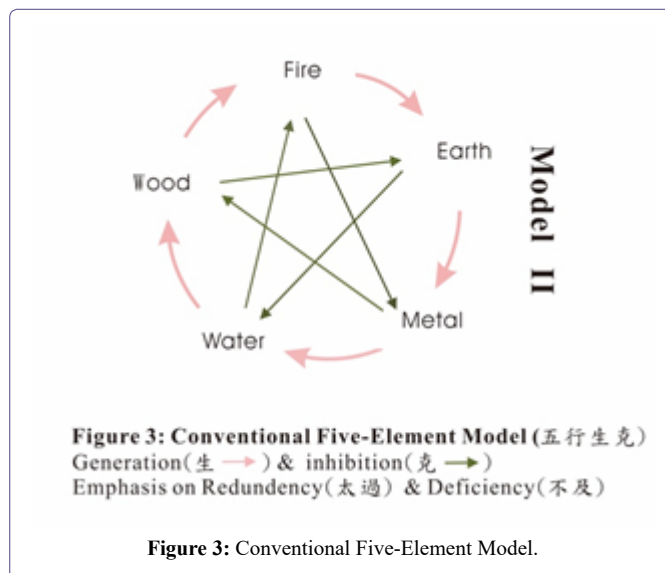 Fire
Earth
Wood
Model II
Metal
Water
Figure 3: Conventional Five-Element Model (五行生克)
Generation(生 → ) & inhibition(克 → )
Emphasis on Redundency(太過) & Deficiency(不及)
Figure 3: Conventional Five-Element Model.